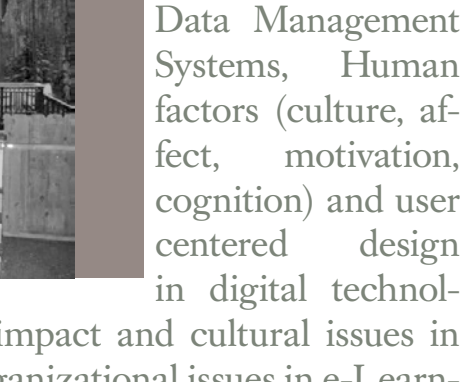 Data Management
Systems, Human
factors (culture, af-
fect, motivation,
cognition) and user
centered design
in digital technol-
impact and cultural issues in
ganizational issues in e-Learn-